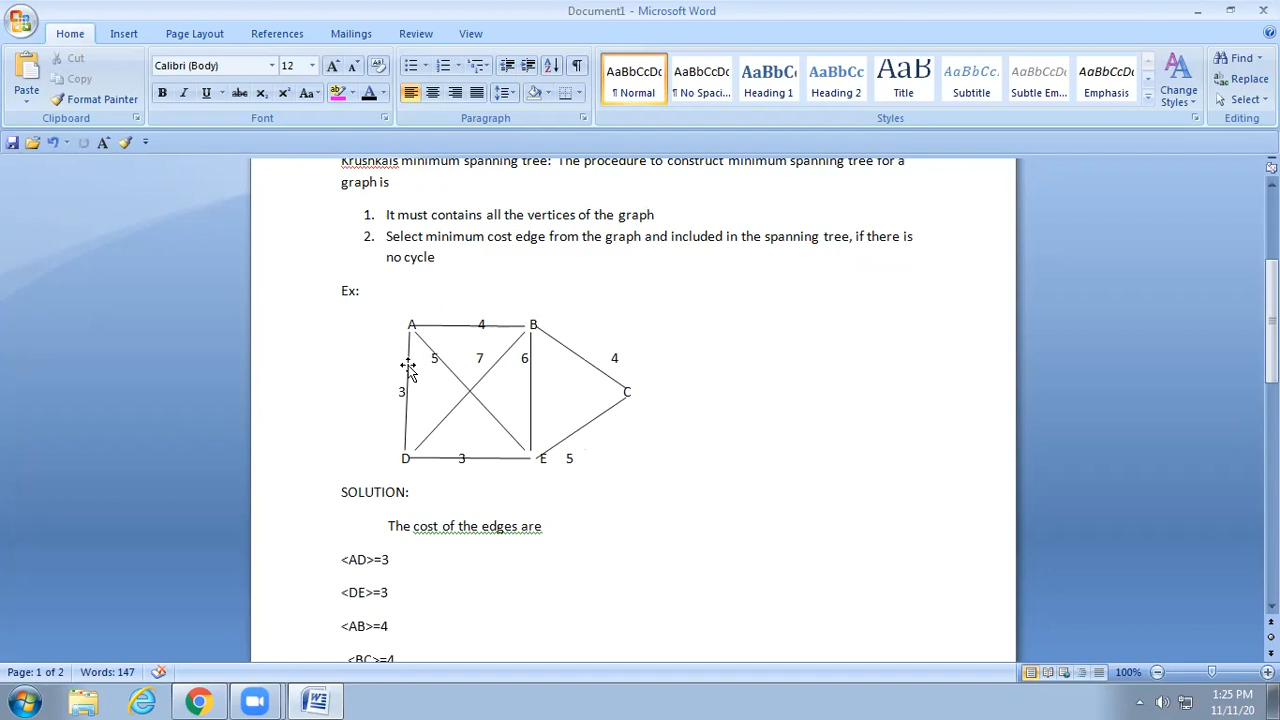 Document1 - Microsoft Word
Home Insert Page Layout References Mailings Review View
Paste
Cut
Copy
Format Painter
Clipboard
Calibri (Body) 12
B I U abc x₂ x² Aa
Font
Paragraph
AaBbCcDc AaBbCcDc AaBbC AaBbCc AaB AaBbCc. AaBbCcDc AaBbCcDc
¶ Normal ¶ No Spaci... Heading 1 Heading 2 Title Subtitle Subtle Em... Emphasis
Change Styles
Styles
Find
Replace
Select
Editing
Krushkals minimum spanning tree: The procedure to construct minimum spanning tree for a
graph is
1. It must contains all the vertices of the graph
2. Select minimum cost edge from the graph and included in the spanning tree, if there is
no cycle
Ex:
A 4 B
5 7 6 4
3 C
D 3 E 5
SOLUTION:
The cost of the edges are
<AD>=3
<DE>=3
<AB>=4
<BC>=4
Page: 1 of 2 Words: 147 100%
1:25 PM
11/11/20